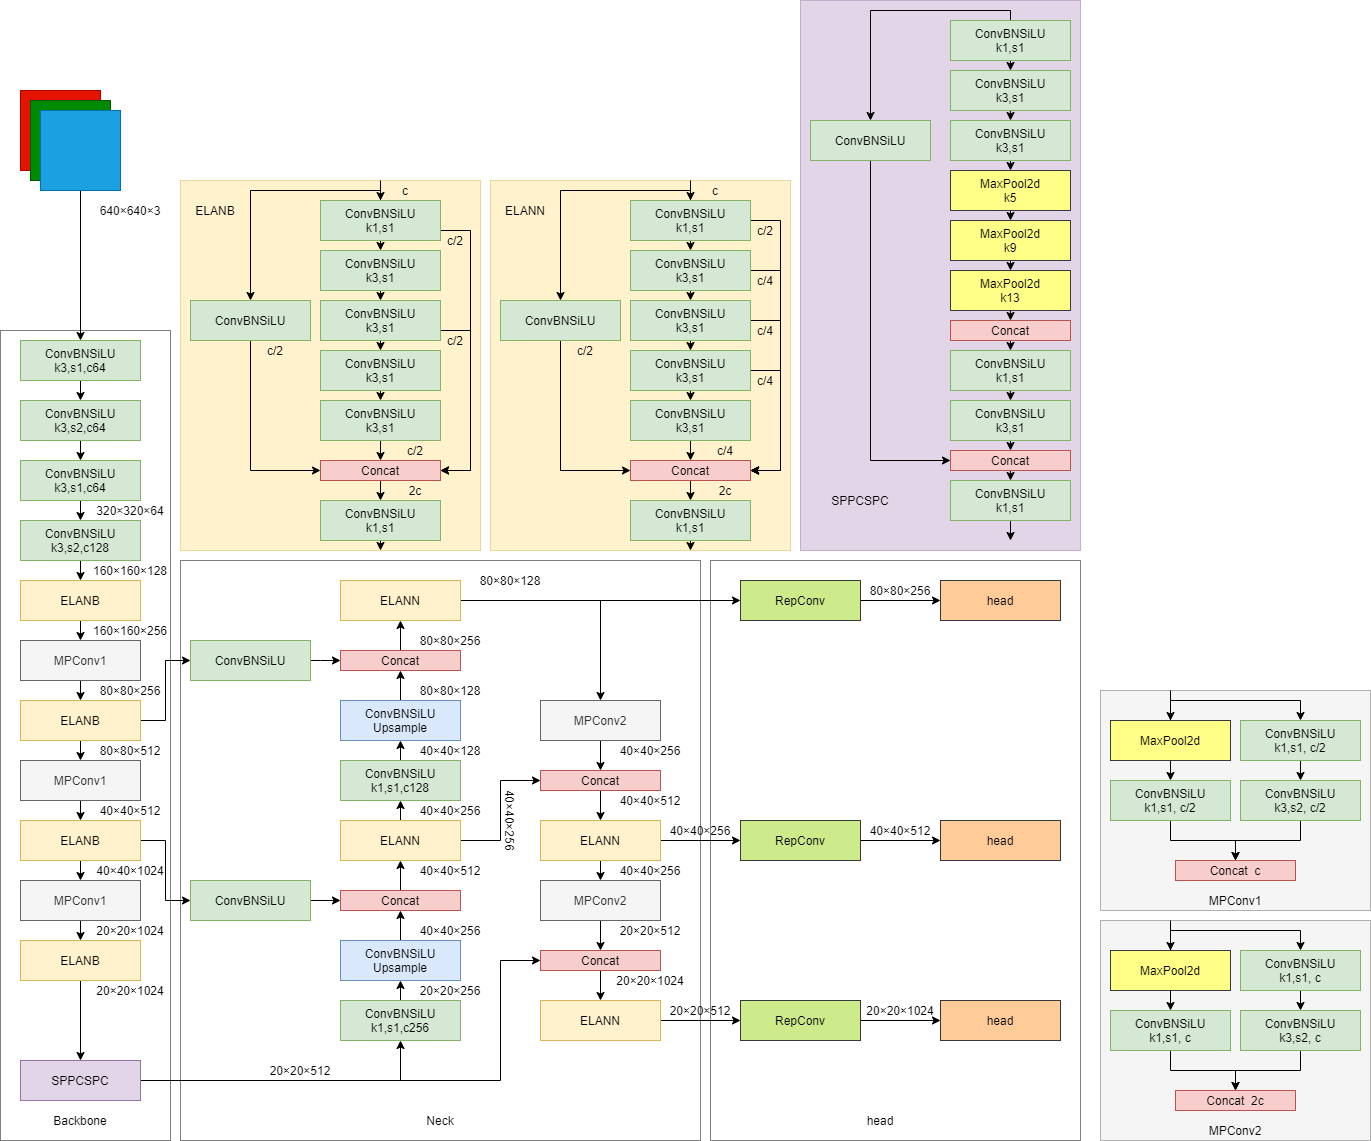 640×640×3
ConvBNSiLU
k3,s1,c64
ConvBNSiLU
k3,s2,c64
ConvBNSiLU
k3,s1,c64
320×320×64
ConvBNSiLU
k3,s2,c128
160×160×128
ELANB
160×160×256
MPConv1
80×80×256
ELANB
80×80×512
MPConv1
40×40×512
ELANB
40×40×1024
MPConv1
20×20×1024
ELANB
20×20×1024
SPPCSPC
Backbone
ELANB
c
ConvBNSiLU
k1,s1
c/2
ConvBNSiLU
k3,s1
ConvBNSiLU
ConvBNSiLU
k3,s1
c/2
c/2
ConvBNSiLU
k3,s1
ConvBNSiLU
k3,s1
c/2
Concat
2c
ConvBNSiLU
k1,s1
ELANN
c
ConvBNSiLU
k1,s1
c/2
ConvBNSiLU
k3,s1
c/4
ConvBNSiLU
ConvBNSiLU
k3,s1
c/4
c/2
ConvBNSiLU
k3,s1
c/4
ConvBNSiLU
k3,s1
c/4
Concat
2c
ConvBNSiLU
k1,s1
ConvBNSiLU
k1,s1
ConvBNSiLU
k3,s1
ConvBNSiLU
ConvBNSiLU
k3,s1
MaxPool2d
k5
MaxPool2d
k9
MaxPool2d
k13
Concat
ConvBNSiLU
k1,s1
ConvBNSiLU
k3,s1
Concat
SPPCSPC
ConvBNSiLU
k1,s1
ELANN
80×80×128
80×80×256
ConvBNSiLU
Concat
80×80×128
ConvBNSiLU
Upsample
40×40×128
ConvBNSiLU
k1,s1,c128
40×40×256
ELANN
40×40×256
40×40×512
ConvBNSiLU
Concat
40×40×256
ConvBNSiLU
Upsample
20×20×256
ConvBNSiLU
k1,s1,c256
20×20×512
MPConv2
40×40×256
Concat
40×40×512
ELANN
40×40×256
40×40×256
MPConv2
20×20×512
Concat
20×20×1024
ELANN
20×20×512
Neck
RepConv
80×80×256
head
RepConv
40×40×512
head
RepConv
20×20×1024
head
head
MaxPool2d
ConvBNSiLU
k1,s1, c/2
ConvBNSiLU
k1,s1, c/2
ConvBNSiLU
k3,s2, c/2
Concat c
MPConv1
MaxPool2d
ConvBNSiLU
k1,s1, c
ConvBNSiLU
k1,s1, c
ConvBNSiLU
k3,s2, c
Concat 2c
MPConv2